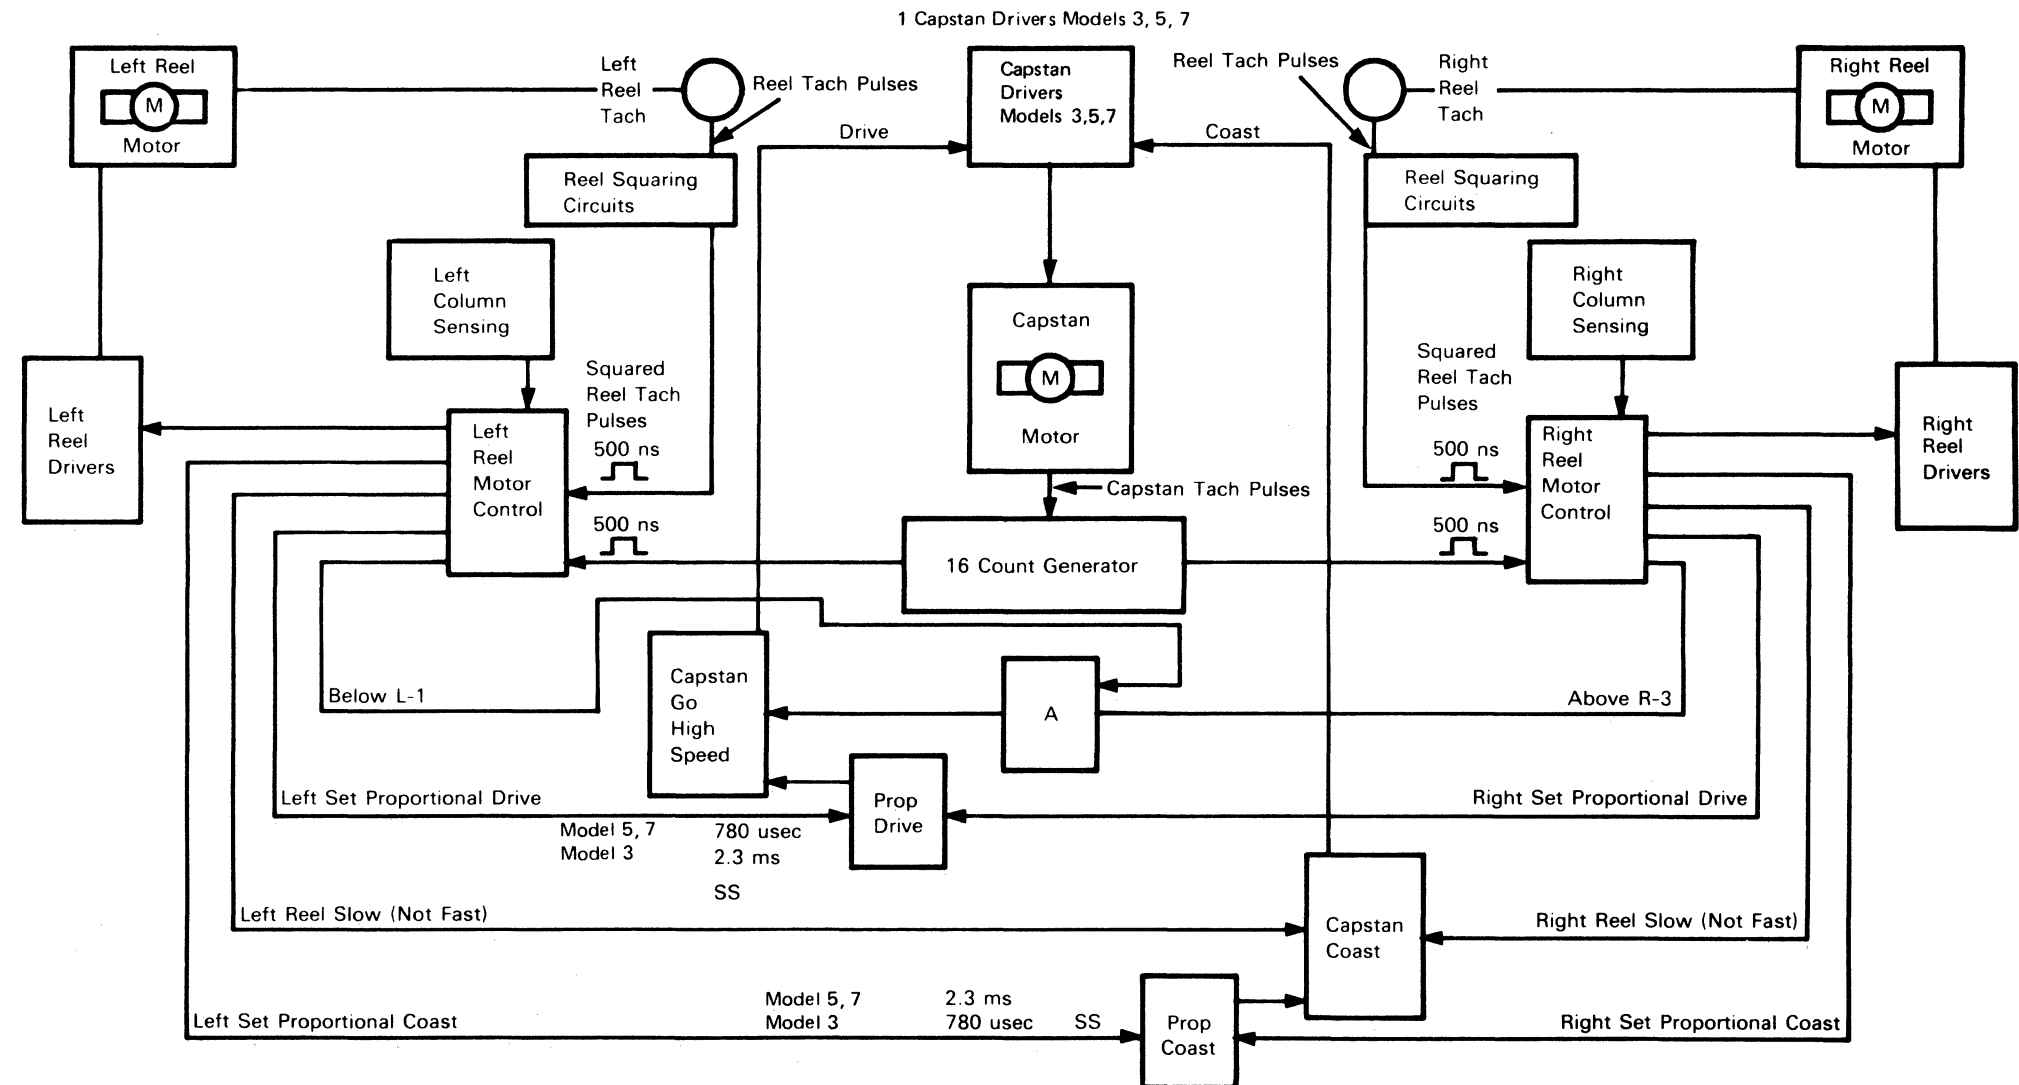 1 Capstan Drivers Models 3, 5, 7
Left Reel
M
Motor
Left
Reel
Tach
Reel Tach Pulses
Capstan
Drivers
Models 3,5,7
Reel Tach Pulses
Right
Reel
Tach
Right Reel
M
Motor
Drive
Coast
Reel Squaring
Circuits
Reel Squaring
Circuits
Left
Column
Sensing
Right
Column
Sensing
Capstan
M
Motor
Squared
Reel Tach
Pulses
500 ns
500 ns
Squared
Reel Tach
Pulses
500 ns
500 ns
Left
Reel
Drivers
Left
Reel
Motor
Control
Right
Reel
Motor
Control
Right
Reel
Drivers
Capstan Tach Pulses
16 Count Generator
Below L-1
Capstan
Go
High
Speed
A
Above R-3
Left Set Proportional Drive
Prop
Drive
Right Set Proportional Drive
Model 5, 7 780 usec
Model 3 2.3 ms
SS
Left Reel Slow (Not Fast)
Capstan
Coast
Right Reel Slow (Not Fast)
Model 5, 7 2.3 ms
Model 3 780 usec SS
Left Set Proportional Coast
Prop
Coast
Right Set Proportional Coast